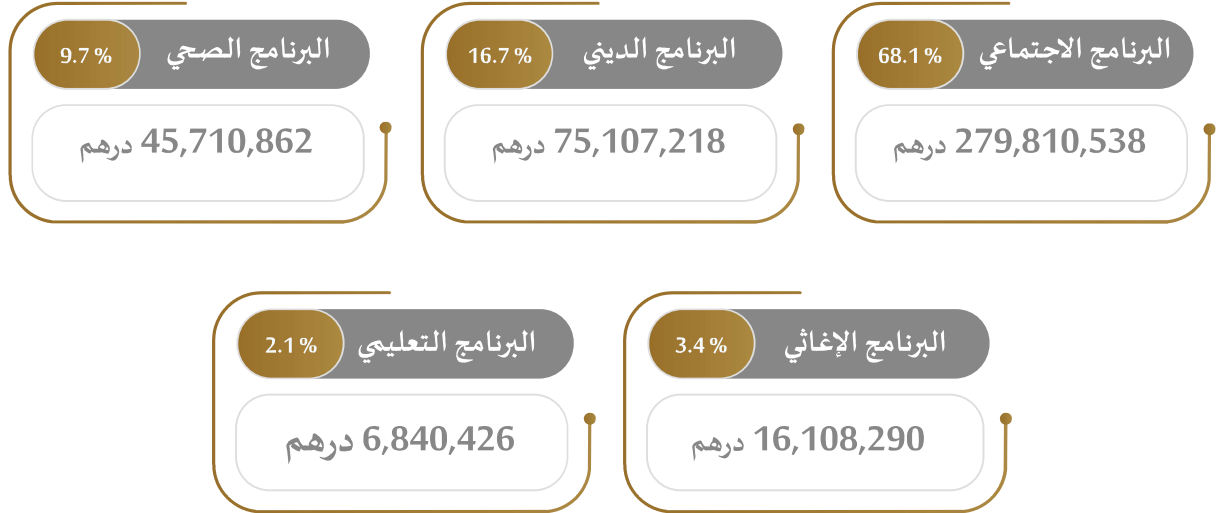 البرنامج الاجتماعي
68.1 %
279,810,538 درهم
البرنامج الديني
16.7 %
75,107,218 درهم
البرنامج الصحي
9.7 %
45,710,862 درهم
البرنامج الإغاثي
3.4 %
16,108,290 درهم
البرنامج التعليمي
2.1 %
6,840,426 درهم